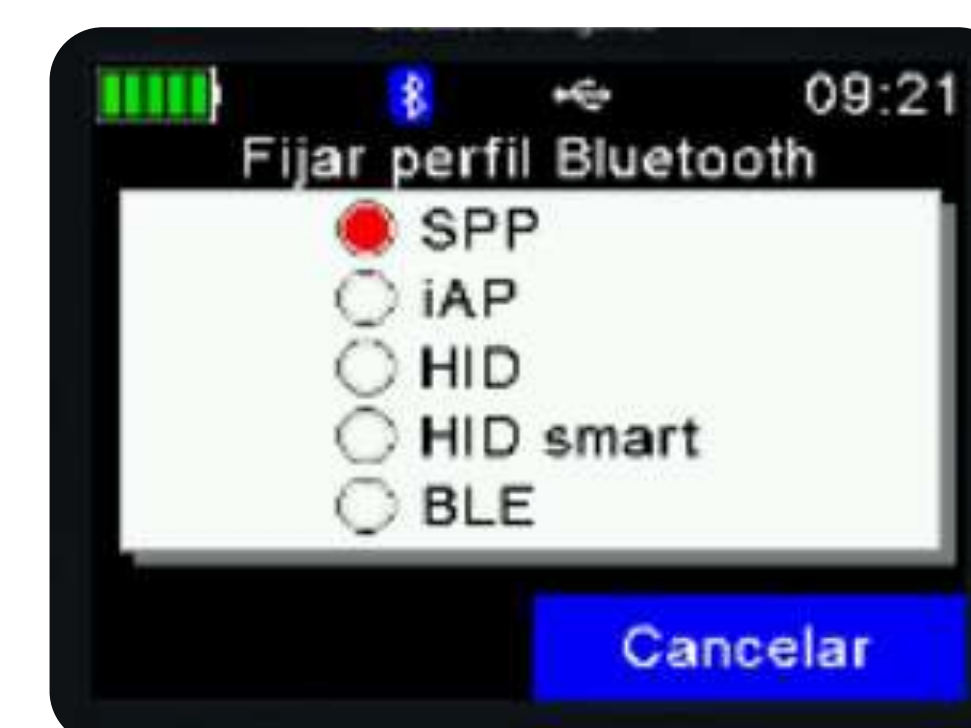 09:21
Fijar perfil Bluetooth
SPP
iAP
HID
HID smart
BLE
Cancelar